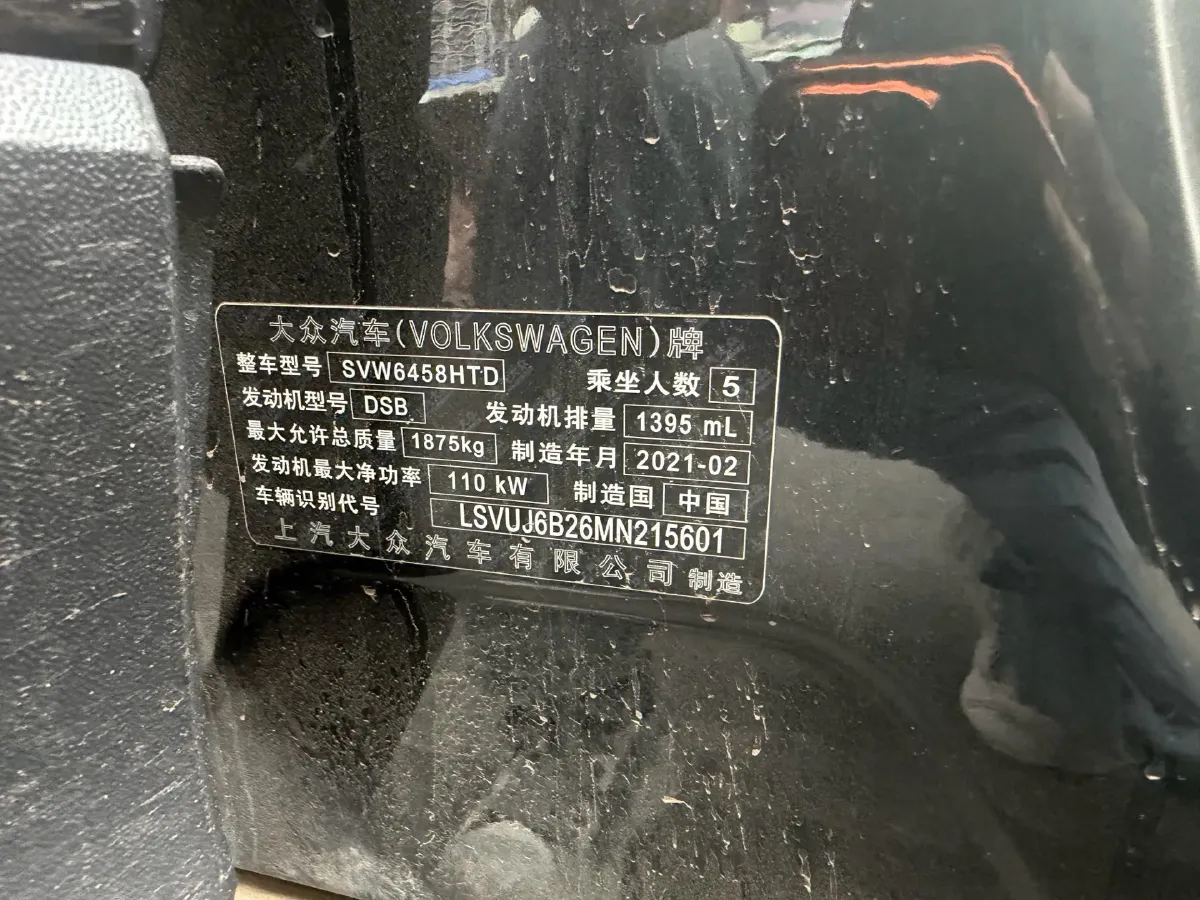 大众汽车(VOLKSWAGEN)牌
整车型号 SVW6458HTD 乘坐人数 5
发动机型号 DSB 发动机排量 1395 mL
最大允许总质量 1875kg 制造年月 2021-02
发动机最大净功率 110 kW 制造国 中国
车辆识别代号 LSVUJ6B26MN215601
上汽大众汽车有限公司 制造